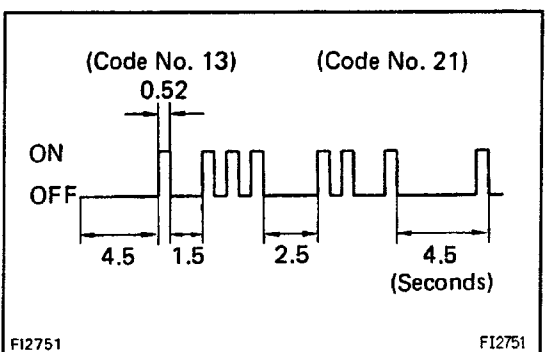 (Code No. 13) (Code No. 21)
0.52
ON
OFF
4.5 1.5 2.5 4.5
(Seconds)
FI2751 FI2751